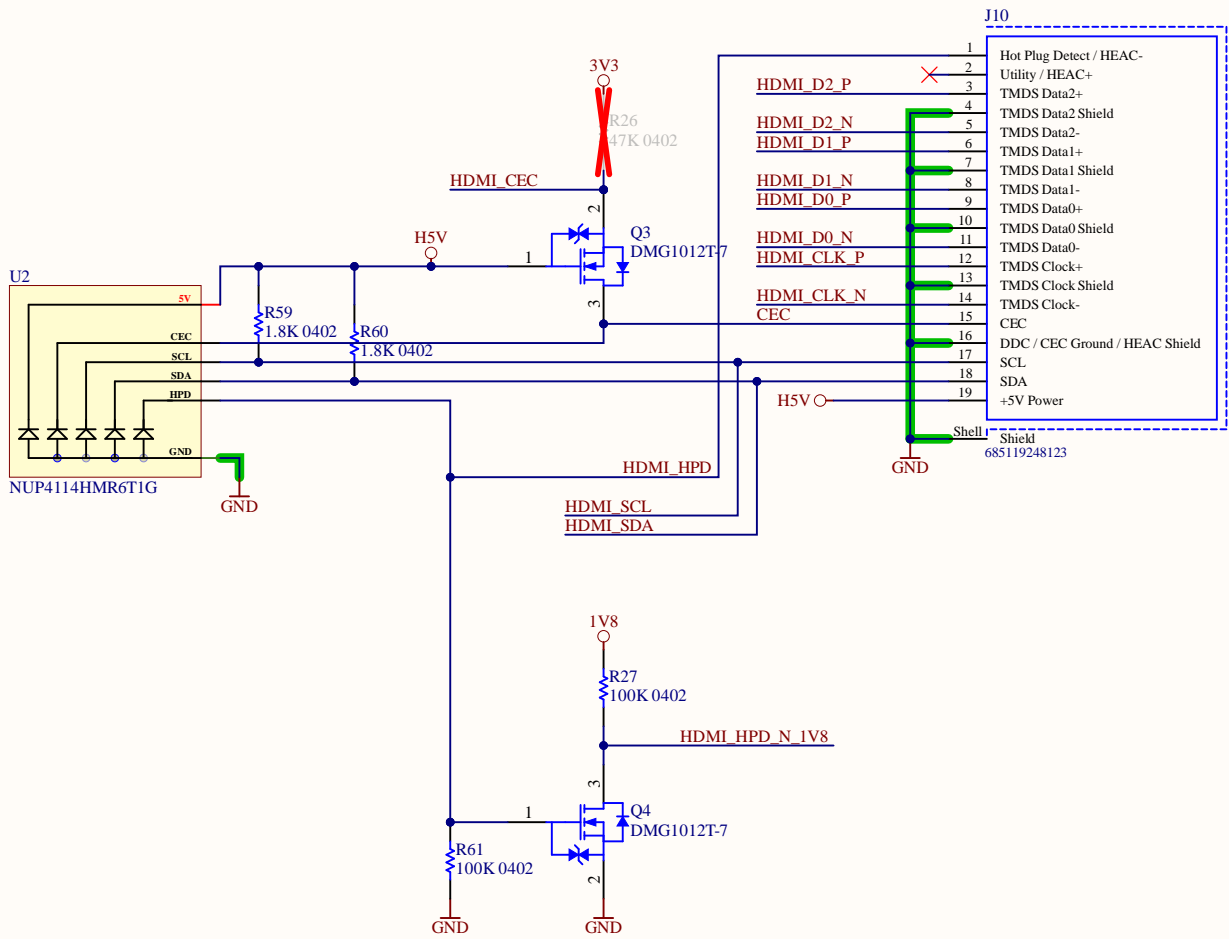 J10
1 Hot Plug Detect / HEAC-
2 Utility / HEAC+
HDMI_D2_P 3 TMDS Data2+
4 TMDS Data2 Shield
HDMI_D2_N 5 TMDS Data2-
HDMI_D1_P 6 TMDS Data1+
7 TMDS Data1 Shield
HDMI_D1_N 8 TMDS Data1-
HDMI_D0_P 9 TMDS Data0+
10 TMDS Data0 Shield
HDMI_D0_N 11 TMDS Data0-
HDMI_CLK_P 12 TMDS Clock+
13 TMDS Clock Shield
HDMI_CLK_N 14 TMDS Clock-
CEC 15 CEC
16 DDC / CEC Ground / HEAC Shield
17 SCL
18 SDA
H5V 19 +5V Power
Shell Shield
685119248123
GND
3V3
R26
47K 0402
HDMI_CEC
2
Q3
DMG1012T-7
H5V
1
3
U2
5V
CEC
SCL
SDA
HPD
GND
NUP4114HMR6T1G
GND
R59
1.8K 0402
R60
1.8K 0402
HDMI_HPD
HDMI_SCL
HDMI_SDA
1V8
R27
100K 0402
HDMI_HPD_N_1V8
3
1
Q4
DMG1012T-7
2
R61
100K 0402
GND
GND